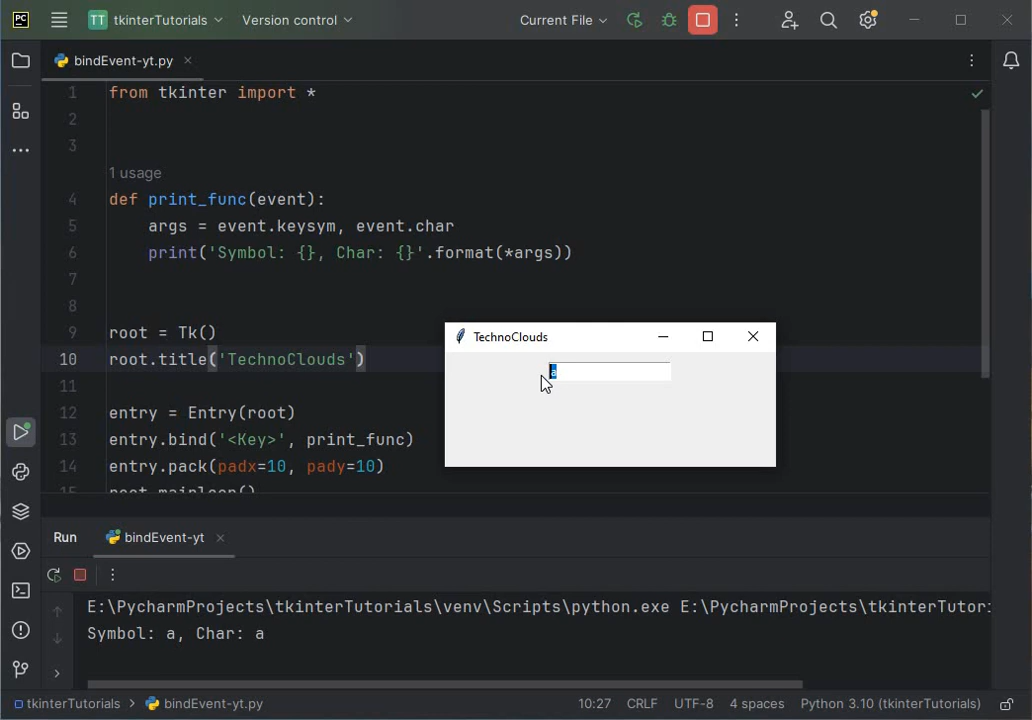 PC
TT tkinterTutorials Version control Current File
bindEvent-yt.py
1 from tkinter import *
2
3
1 usage
4 def print_func(event):
5 args = event.keysym, event.char
6 print('Symbol: {}, Char: {}'.format(*args))
7
8
9 root = Tk()
10 root.title('TechnoClouds')
11
12 entry = Entry(root)
13 entry.bind('<Key>', print_func)
14 entry.pack(padx=10, pady=10)
15 root.mainloop()
TechnoClouds
a
Run bindEvent-yt
E:\PycharmProjects\tkinterTutorials\venv\Scripts\python.exe E:\PycharmProjects\tkinterTutori
Symbol: a, Char: a
tkinterTutorials > bindEvent-yt.py 10:27 CRLF UTF-8 4 spaces Python 3.10 (tkinterTutorials)